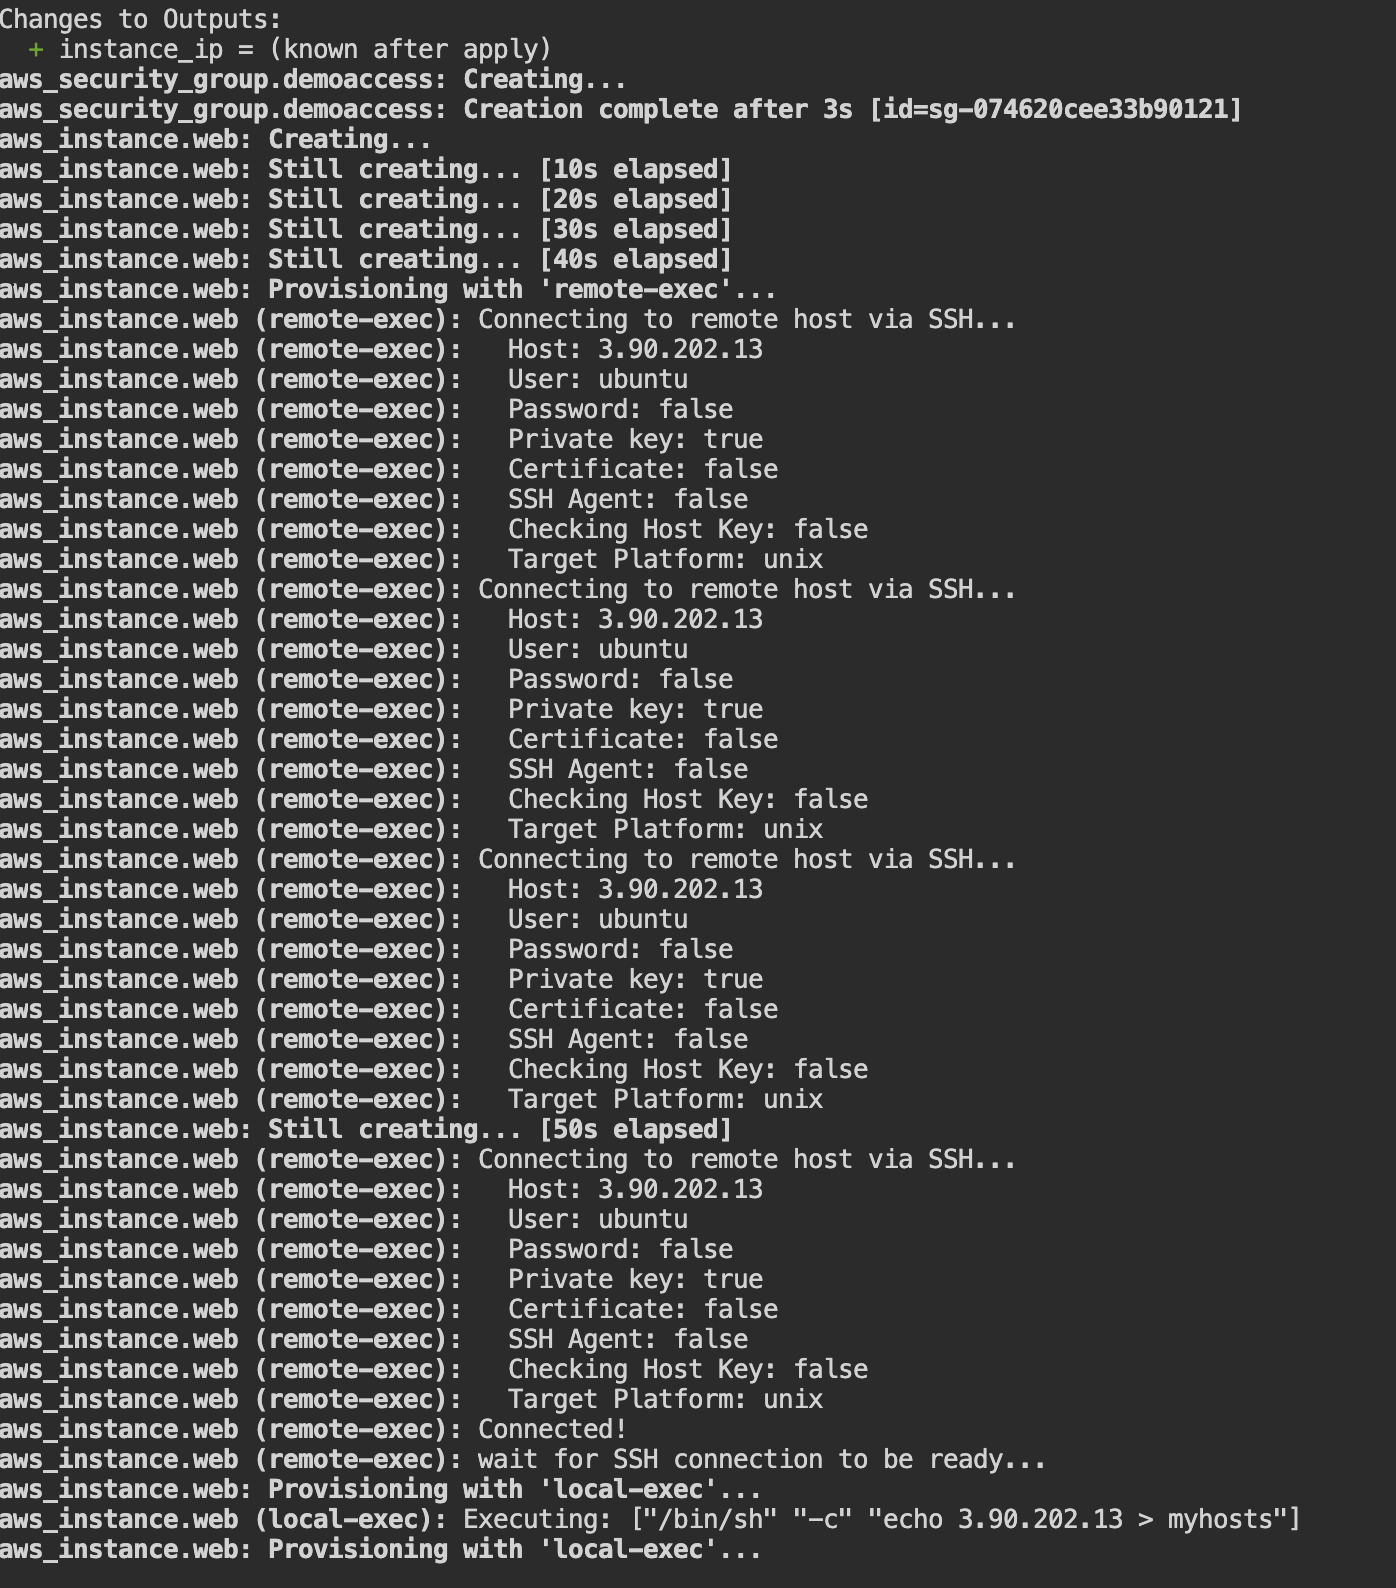 Changes to Outputs:
  + instance_ip = (known after apply)
aws_security_group.demoaccess: Creating...
aws_security_group.demoaccess: Creation complete after 3s [id=sg-074620cee33b90121]
aws_instance.web: Creating...
aws_instance.web: Still creating... [10s elapsed]
aws_instance.web: Still creating... [20s elapsed]
aws_instance.web: Still creating... [30s elapsed]
aws_instance.web: Still creating... [40s elapsed]
aws_instance.web: Provisioning with 'remote-exec'...
aws_instance.web (remote-exec): Connecting to remote host via SSH...
aws_instance.web (remote-exec):   Host: 3.90.202.13
aws_instance.web (remote-exec):   User: ubuntu
aws_instance.web (remote-exec):   Password: false
aws_instance.web (remote-exec):   Private key: true
aws_instance.web (remote-exec):   Certificate: false
aws_instance.web (remote-exec):   SSH Agent: false
aws_instance.web (remote-exec):   Checking Host Key: false
aws_instance.web (remote-exec):   Target Platform: unix
aws_instance.web (remote-exec): Connecting to remote host via SSH...
aws_instance.web (remote-exec):   Host: 3.90.202.13
aws_instance.web (remote-exec):   User: ubuntu
aws_instance.web (remote-exec):   Password: false
aws_instance.web (remote-exec):   Private key: true
aws_instance.web (remote-exec):   Certificate: false
aws_instance.web (remote-exec):   SSH Agent: false
aws_instance.web (remote-exec):   Checking Host Key: false
aws_instance.web (remote-exec):   Target Platform: unix
aws_instance.web (remote-exec): Connecting to remote host via SSH...
aws_instance.web (remote-exec):   Host: 3.90.202.13
aws_instance.web (remote-exec):   User: ubuntu
aws_instance.web (remote-exec):   Password: false
aws_instance.web (remote-exec):   Private key: true
aws_instance.web (remote-exec):   Certificate: false
aws_instance.web (remote-exec):   SSH Agent: false
aws_instance.web (remote-exec):   Checking Host Key: false
aws_instance.web (remote-exec):   Target Platform: unix
aws_instance.web: Still creating... [50s elapsed]
aws_instance.web (remote-exec): Connecting to remote host via SSH...
aws_instance.web (remote-exec):   Host: 3.90.202.13
aws_instance.web (remote-exec):   User: ubuntu
aws_instance.web (remote-exec):   Password: false
aws_instance.web (remote-exec):   Private key: true
aws_instance.web (remote-exec):   Certificate: false
aws_instance.web (remote-exec):   SSH Agent: false
aws_instance.web (remote-exec):   Checking Host Key: false
aws_instance.web (remote-exec):   Target Platform: unix
aws_instance.web (remote-exec): Connected!
aws_instance.web (remote-exec): wait for SSH connection to be ready...
aws_instance.web: Provisioning with 'local-exec'...
aws_instance.web (local-exec): Executing: ["/bin/sh" "-c" "echo 3.90.202.13 > myhosts"]
aws_instance.web: Provisioning with 'local-exec'...